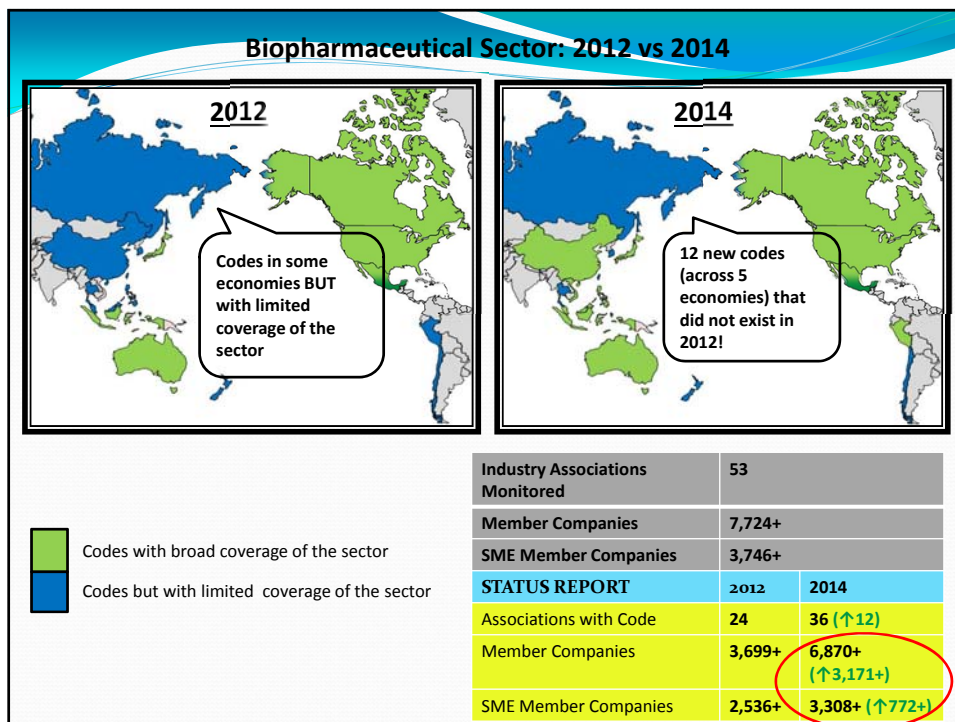 Biopharmaceutical Sector: 2012 vs 2014
2012
Codes in some
economies BUT
with limited
coverage of the
sector
2014
12 new codes
(across 5
economies) that
did not exist in
2012!
Codes with broad coverage of the sector
Codes but with limited coverage of the sector
Industry Associations
Monitored
53
Member Companies
7,724+
SME Member Companies
3,746+
STATUS REPORT
2012
2014
Associations with Code
24
36 (↑12)
Member Companies
3,699+
6,870+
(↑3,171+)
SME Member Companies
2,536+
3,308+ (↑772+)